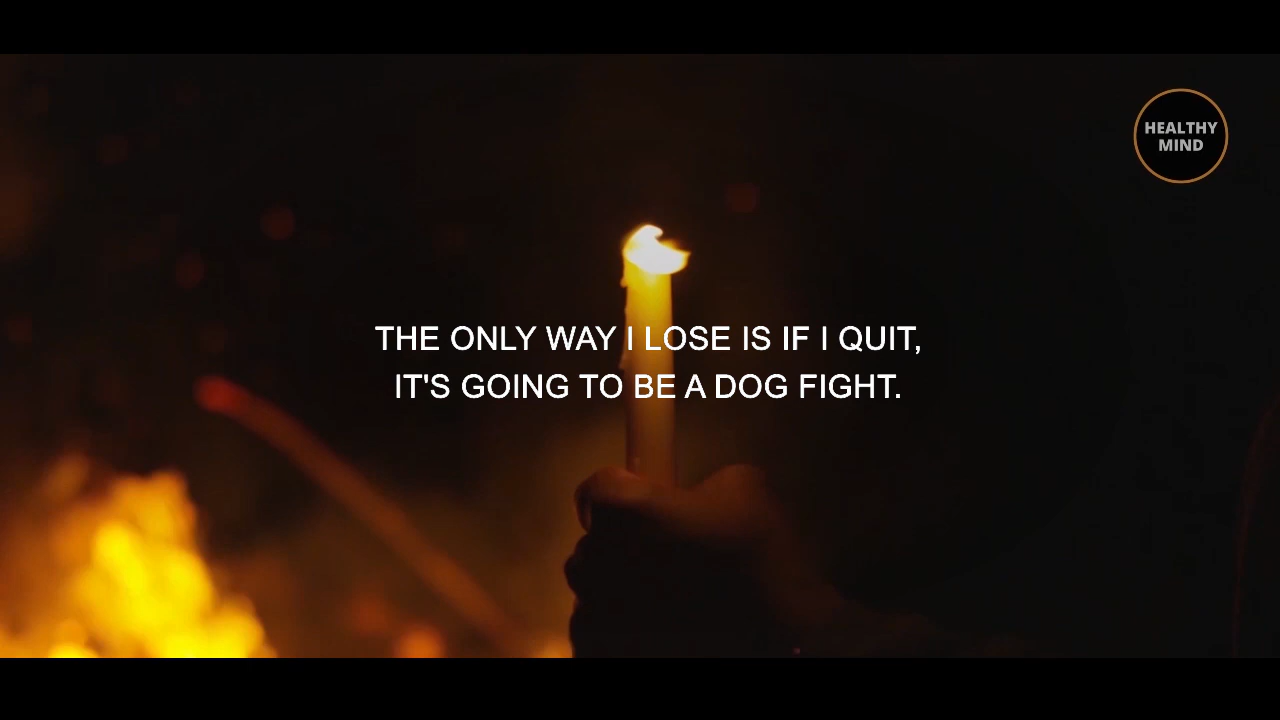 HEALTHY
MIND
THE ONLY WAY I LOSE IS IF I QUIT,
IT'S GOING TO BE A DOG FIGHT.